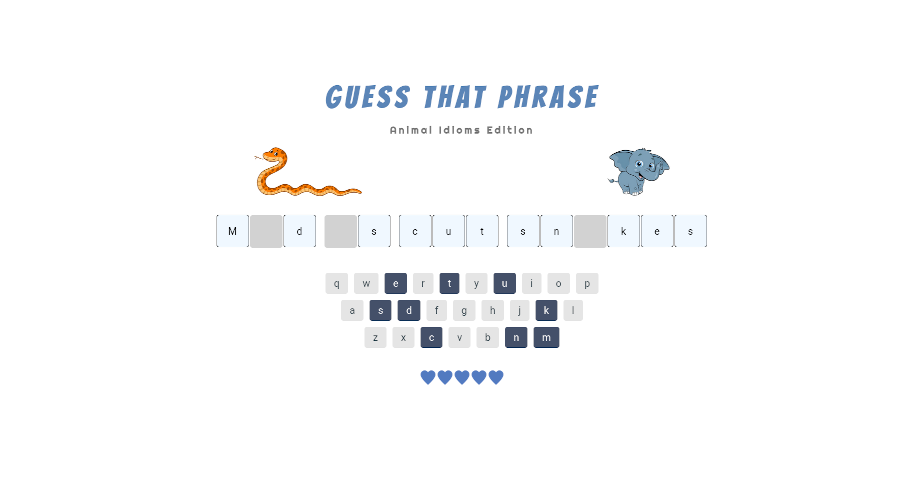 GUESS THAT PHRASE
Animal Idioms Edition
M d s c u t s n k e s
q w e r t y u i o p
a s d f g h j k l
z x c v b n m